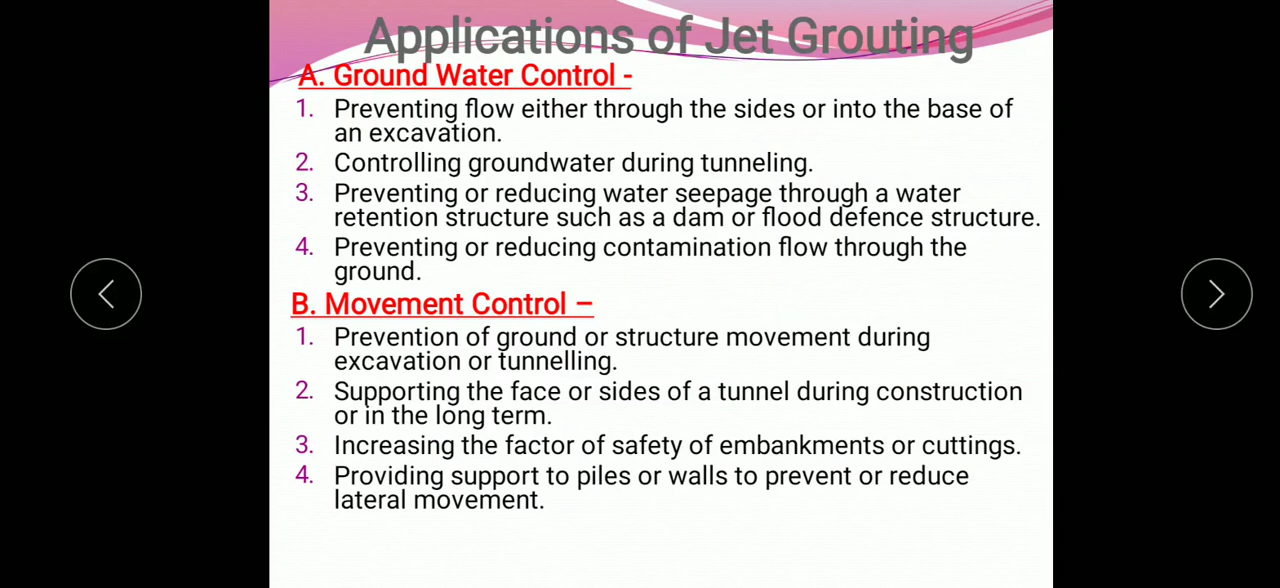 Applications of Jet Grouting
A. Ground Water Control -
1. Preventing flow either through the sides or into the base of
an excavation.
2. Controlling groundwater during tunneling.
3. Preventing or reducing water seepage through a water
retention structure such as a dam or flood defence structure.
4. Preventing or reducing contamination flow through the
ground.
B. Movement Control –
1. Prevention of ground or structure movement during
excavation or tunnelling.
2. Supporting the face or sides of a tunnel during construction
or in the long term.
3. Increasing the factor of safety of embankments or cuttings.
4. Providing support to piles or walls to prevent or reduce
lateral movement.